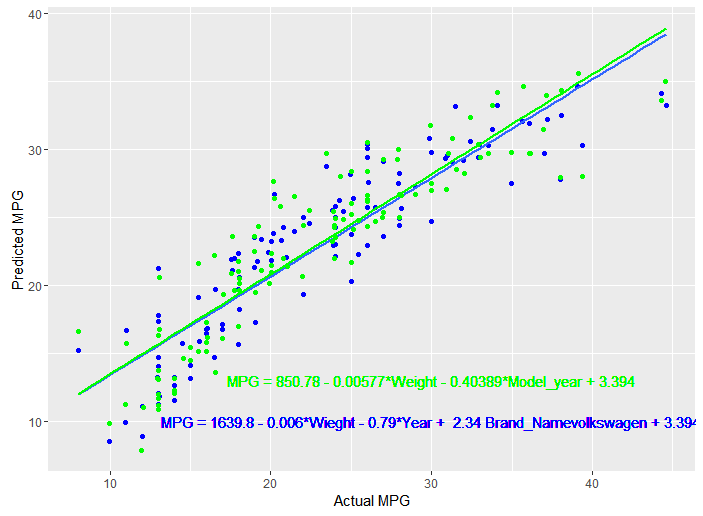 40
30
20
10
Predicted MPG
MPG = 850.78 - 0.00577*Weight - 0.40389*Model_year + 3.394
MPG = 1639.8 - 0.006*Wieght - 0.79*Year + 2.34 Brand_Namevolkswagen + 3.394
10 20 30 40
Actual MPG